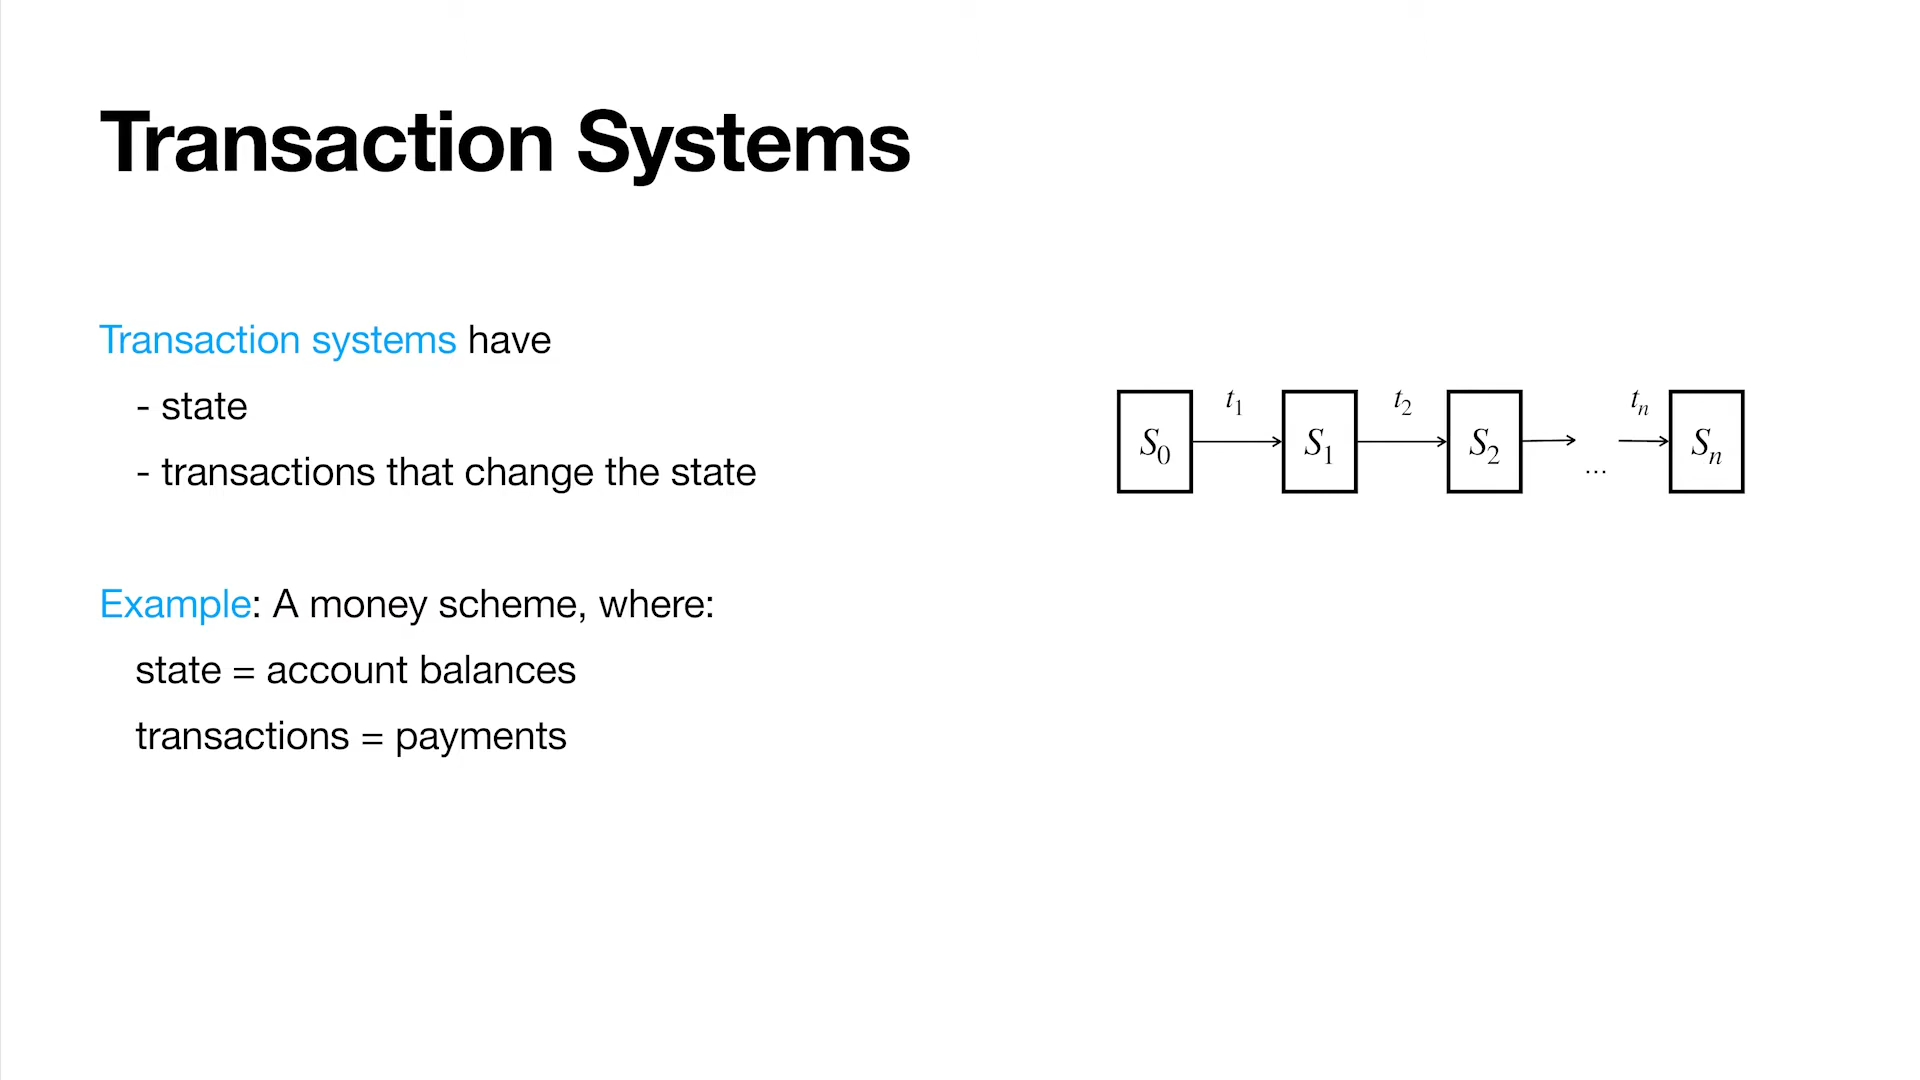 Transaction Systems
Transaction systems have
- state
- transactions that change the state
Example: A money scheme, where:
state = account balances
transactions = payments
t₁ t₂ tₙ
S₀ S₁ S₂ ... Sₙ